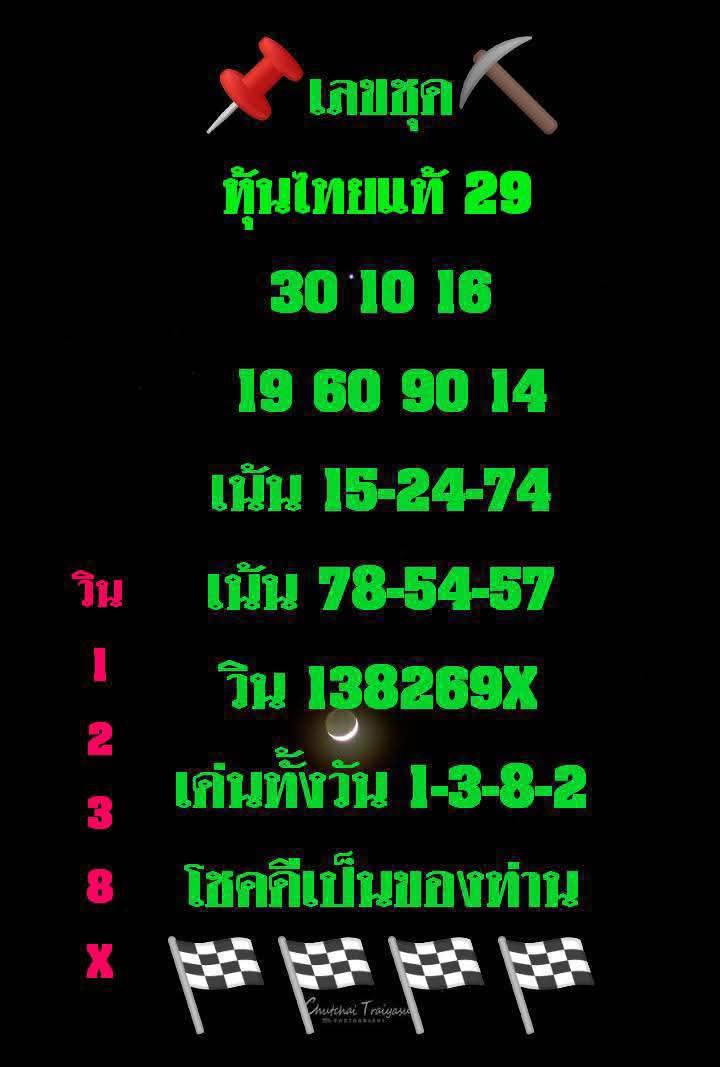 เลขชุด
หุ้นไทยแท้ 29
30 10 16
19 60 90 14
เน้น 15-24-74
เน้น 78-54-57
วิน 138269X
เด่นทั้งวัน 1-3-8-2
โชคดีเป็นของท่าน
วิน
1
2
3
8
X
Chutchai Traiyasu
PHOTOGRAPHY